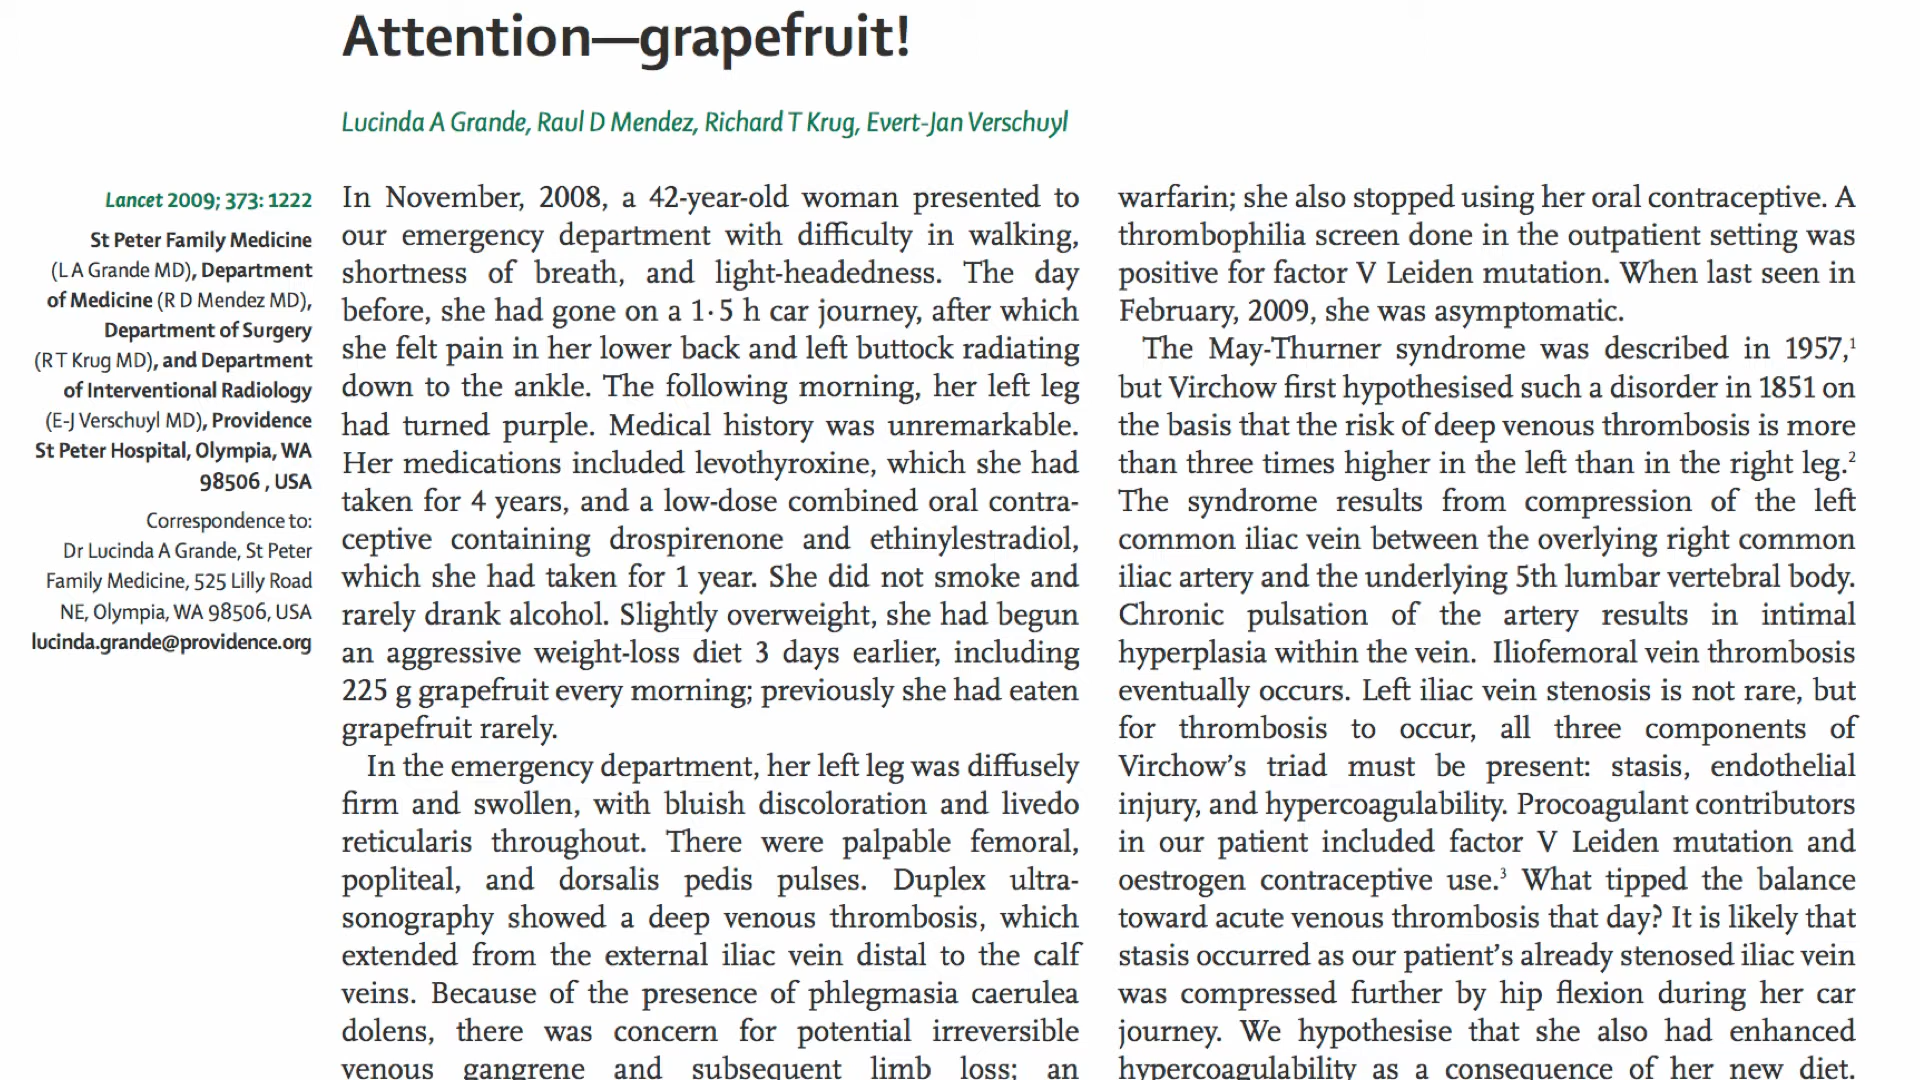 Attention—grapefruit!
Lucinda A Grande, Raul D Mendez, Richard T Krug, Evert-Jan Verschuyl
Lancet 2009; 373: 1222
St Peter Family Medicine
(L A Grande MD), Department
of Medicine (R D Mendez MD),
Department of Surgery
(R T Krug MD), and Department
of Interventional Radiology
(E-J Verschuyl MD), Providence
St Peter Hospital, Olympia, WA
98506 , USA
Correspondence to:
Dr Lucinda A Grande, St Peter
Family Medicine, 525 Lilly Road
NE, Olympia, WA 98506, USA
lucinda.grande@providence.org
In November, 2008, a 42-year-old woman presented to
our emergency department with difficulty in walking,
shortness of breath, and light-headedness. The day
before, she had gone on a 1·5 h car journey, after which
she felt pain in her lower back and left buttock radiating
down to the ankle. The following morning, her left leg
had turned purple. Medical history was unremarkable.
Her medications included levothyroxine, which she had
taken for 4 years, and a low-dose combined oral contra-
ceptive containing drospirenone and ethinylestradiol,
which she had taken for 1 year. She did not smoke and
rarely drank alcohol. Slightly overweight, she had begun
an aggressive weight-loss diet 3 days earlier, including
225 g grapefruit every morning; previously she had eaten
grapefruit rarely.
In the emergency department, her left leg was diffusely
firm and swollen, with bluish discoloration and livedo
reticularis throughout. There were palpable femoral,
popliteal, and dorsalis pedis pulses. Duplex ultra-
sonography showed a deep venous thrombosis, which
extended from the external iliac vein distal to the calf
veins. Because of the presence of phlegmasia caerulea
dolens, there was concern for potential irreversible
venous gangrene and subsequent limb loss; an
warfarin; she also stopped using her oral contraceptive. A
thrombophilia screen done in the outpatient setting was
positive for factor V Leiden mutation. When last seen in
February, 2009, she was asymptomatic.
The May-Thurner syndrome was described in 1957,¹
but Virchow first hypothesised such a disorder in 1851 on
the basis that the risk of deep venous thrombosis is more
than three times higher in the left than in the right leg.²
The syndrome results from compression of the left
common iliac vein between the overlying right common
iliac artery and the underlying 5th lumbar vertebral body.
Chronic pulsation of the artery results in intimal
hyperplasia within the vein. Iliofemoral vein thrombosis
eventually occurs. Left iliac vein stenosis is not rare, but
for thrombosis to occur, all three components of
Virchow's triad must be present: stasis, endothelial
injury, and hypercoagulability. Procoagulant contributors
in our patient included factor V Leiden mutation and
oestrogen contraceptive use.³ What tipped the balance
toward acute venous thrombosis that day? It is likely that
stasis occurred as our patient's already stenosed iliac vein
was compressed further by hip flexion during her car
journey. We hypothesise that she also had enhanced
hypercoagulability as a consequence of her new diet.